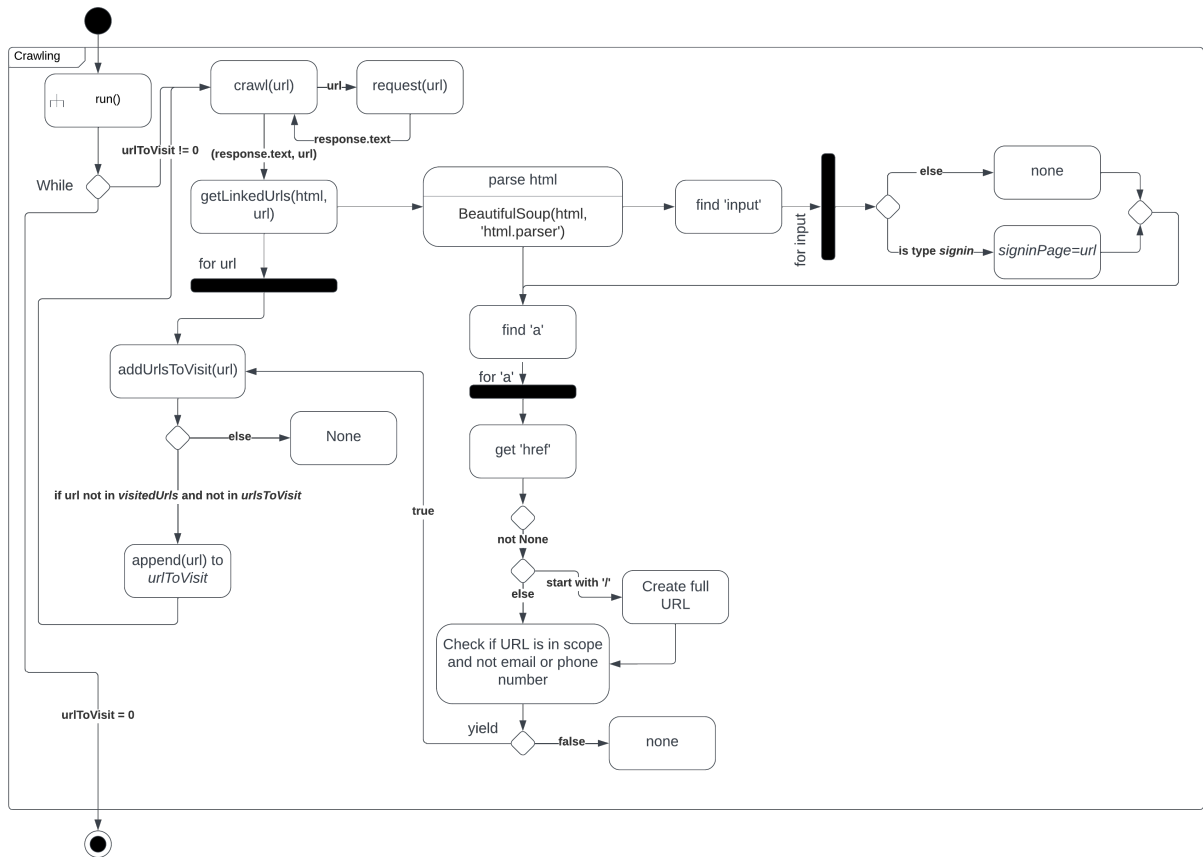 Crawling
run()
crawl(url)
url
request(url)
response.text
urlToVisit != 0
(response.text, url)
While
getLinkedUrls(html,
url)
parse html
BeautifulSoup(html,
'html.parser')
find 'input'
for input
else
none
is type signin
signinPage=url
for url
find 'a'
for 'a'
addUrlsToVisit(url)
get 'href'
else
None
if url not in visitedUrls and not in urlsToVisit
true
not None
append(url) to
urlToVisit
start with '/'
else
Create full
URL
Check if URL is in scope
and not email or phone
number
urlToVisit = 0
yield
false
none